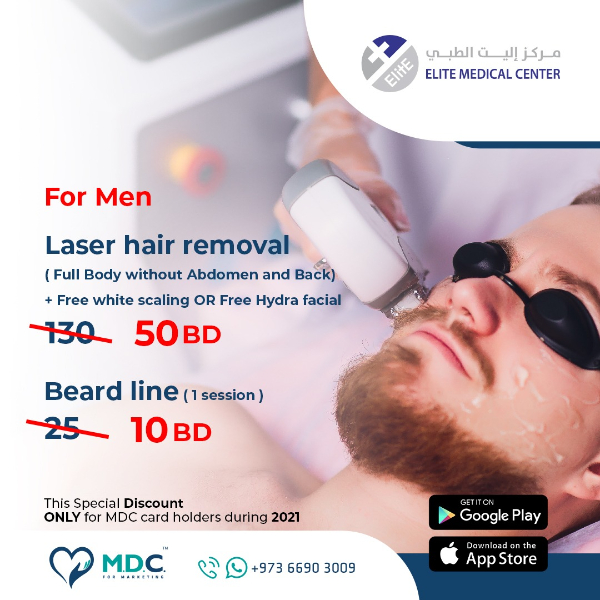 مركز إليت الطبي
Elite
ELITE MEDICAL CENTER
For Men
Laser hair removal
( Full Body without Abdomen and Back)
+ Free white scaling OR Free Hydra facial
130 50 BD
Beard line ( 1 session )
25 10 BD
This Special Discount
ONLY for MDC card holders during 2021
M.D.C. ™
FOR MARKETING
+973 6690 3009
GET IT ON
Google Play
Download on the
App Store